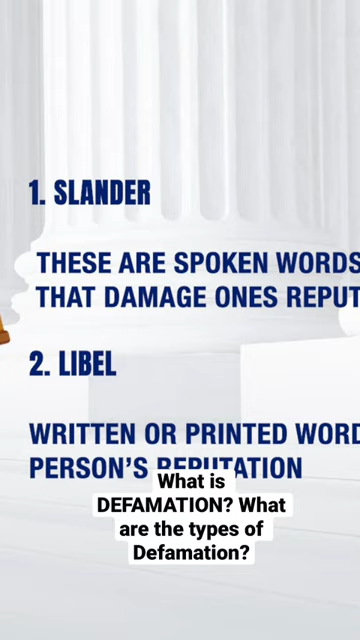 1. SLANDER
THESE ARE SPOKEN WORDS
THAT DAMAGE ONES REPUT
2. LIBEL
WRITTEN OR PRINTED WORD
PERSON'S REPUTATION
What is
DEFAMATION? What
are the types of
Defamation?